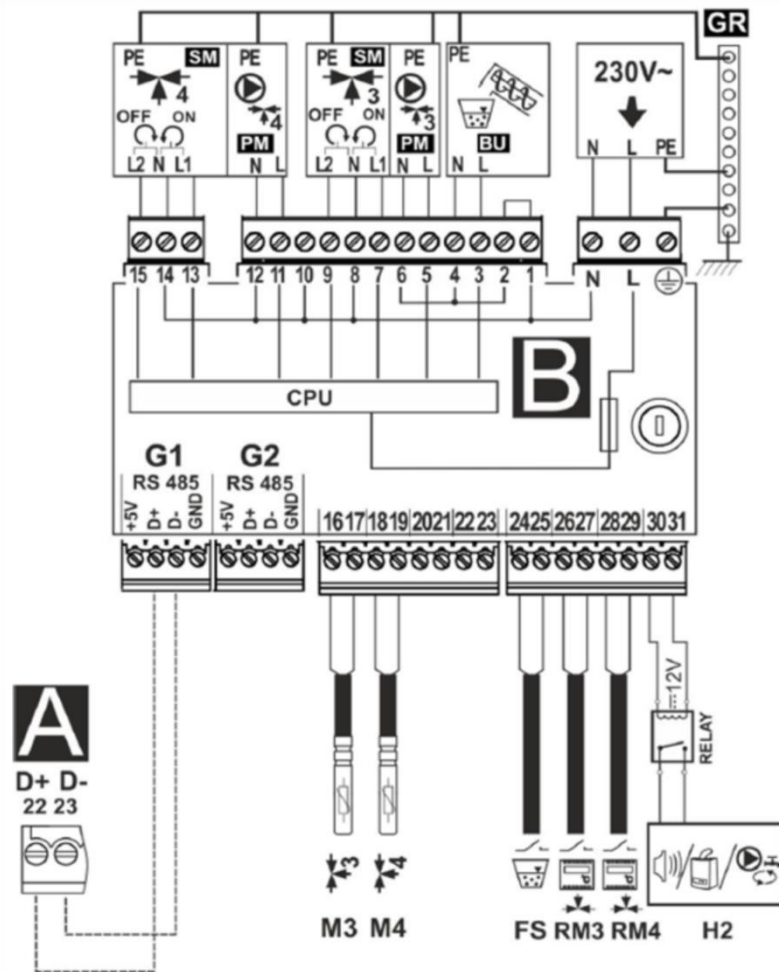 GR
PE SM PE PE SM PE PE
230V~
4 4 3 3
OFF ON OFF ON
PM PM BU
L2 N L1 N L L2 N L1 N L N L N L PE
15 14 13 12 11 10 9 8 7 6 5 4 3 2 1 N L
CPU
B
G1 G2
RS 485 RS 485
+5V D+ D- GND +5V D+ D- GND
16 17 18 19 20 21 22 23 24 25 26 27 28 29 30 31
A
D+ D-
22 23
12V
RELAY
3 4
M3 M4 FS RM3 RM4 H2